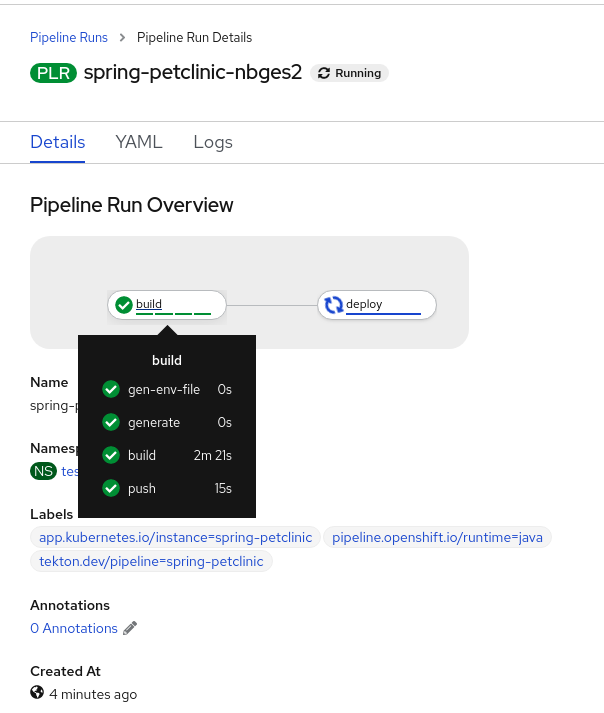 Pipeline Runs > Pipeline Run Details
PLR spring-petclinic-nbges2 Running
Details YAML Logs
Pipeline Run Overview
build deploy
build
gen-env-file 0s
generate 0s
build 2m 21s
push 15s
Name
spring-p
Namesp
NS tes
Labels
app.kubernetes.io/instance=spring-petclinic pipeline.openshift.io/runtime=java
tekton.dev/pipeline=spring-petclinic
Annotations
0 Annotations
Created At
4 minutes ago